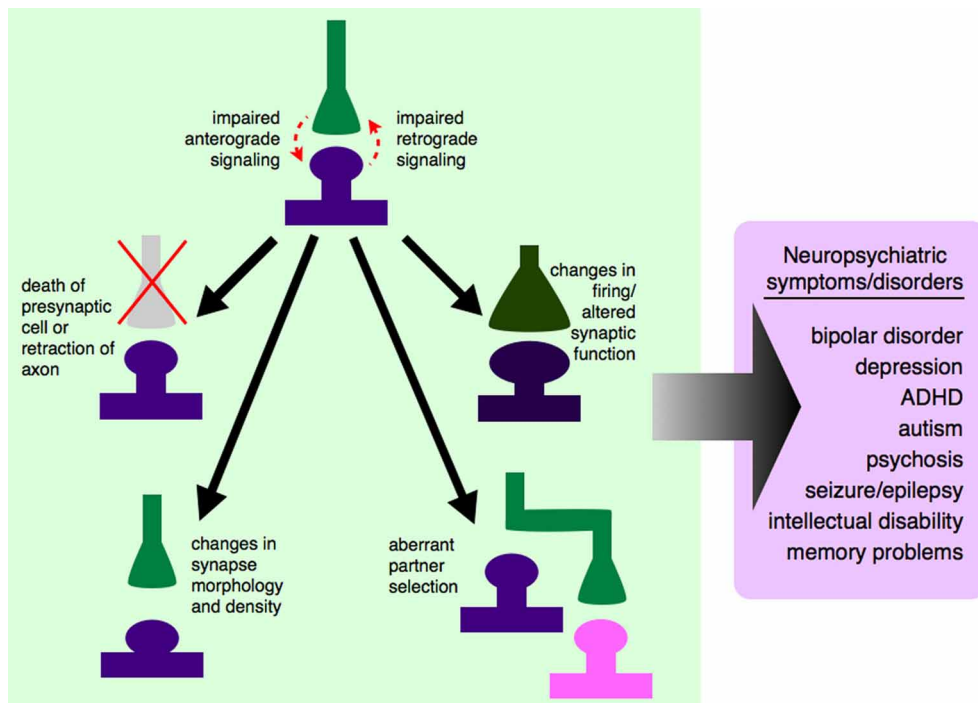 impaired
anterograde
signaling
impaired
retrograde
signaling
death of
presynaptic
cell or
retraction of
axon
changes in
firing/
altered
synaptic
function
changes in
synapse
morphology
and density
aberrant
partner
selection
Neuropsychiatric
symptoms/disorders
bipolar disorder
depression
ADHD
autism
psychosis
seizure/epilepsy
intellectual disability
memory problems